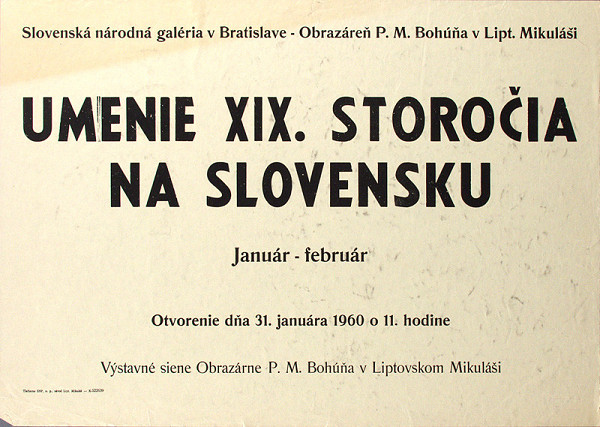 Slovenská národná galéria v Bratislave - Obrazáreň P. M. Bohúňa v Lipt. Mikuláši
UMENIE XIX. STOROČIA
NA SLOVENSKU
Január - február
Otvorenie dňa 31. januára 1960 o 11. hodine
Výstavné siene Obrazárne P. M. Bohúňa v Liptovskom Mikuláši